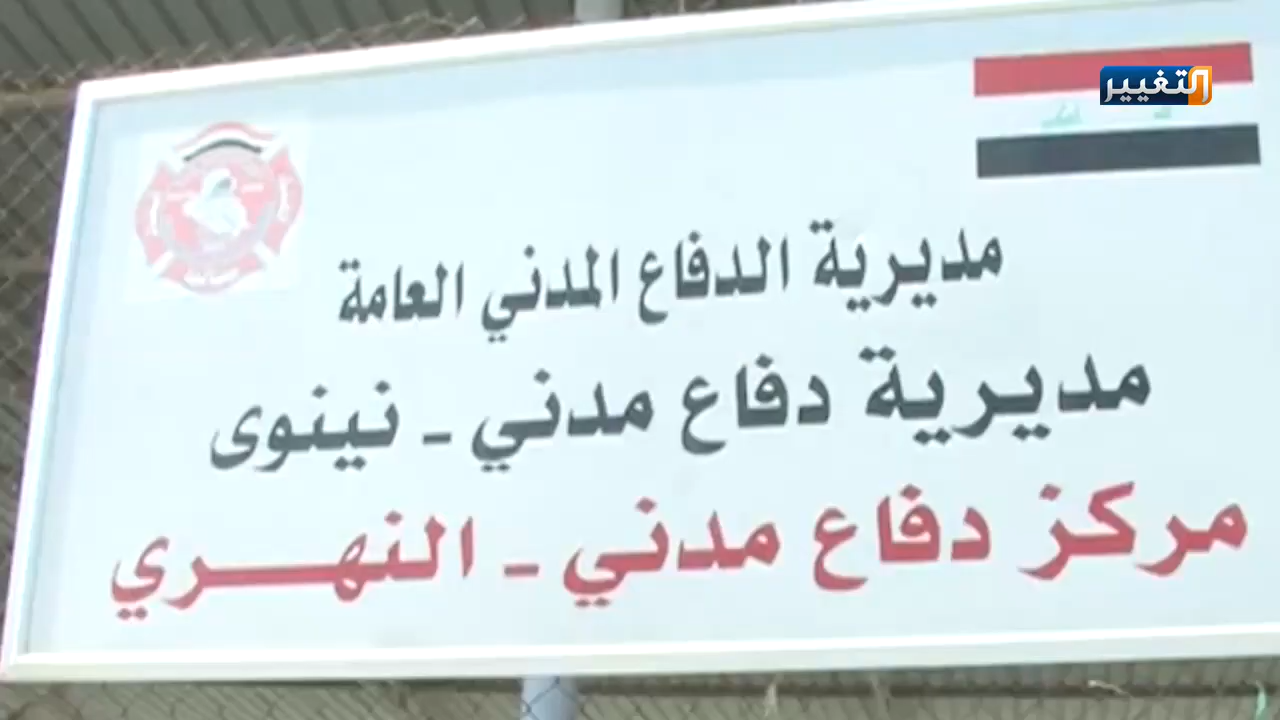 التغيير
مديرية الدفاع المدني العامة
مديرية دفاع مدني - نينوى
مركز دفاع مدني - النهري